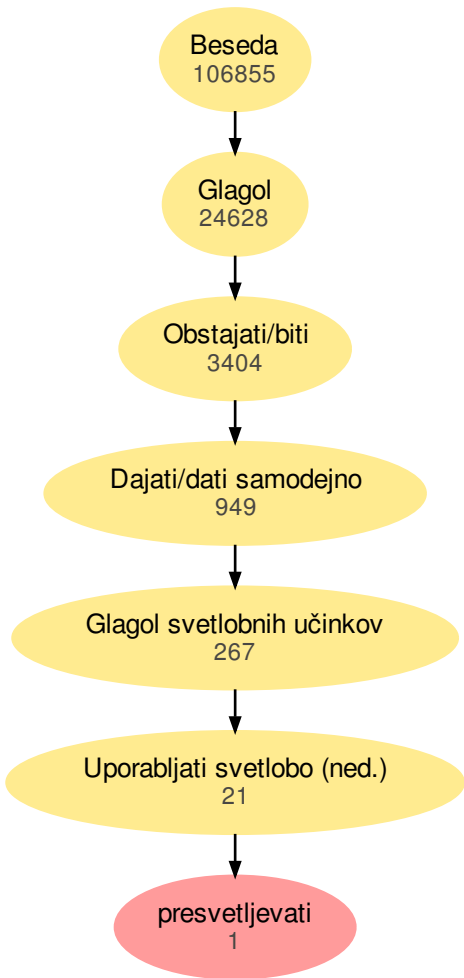 Beseda
106855
Glagol
24628
Obstajati/biti
3404
Dajati/dati samodejno
949
Glagol svetlobnih učinkov
267
Uporabljati svetlobo (ned.)
21
presvetljevati
1